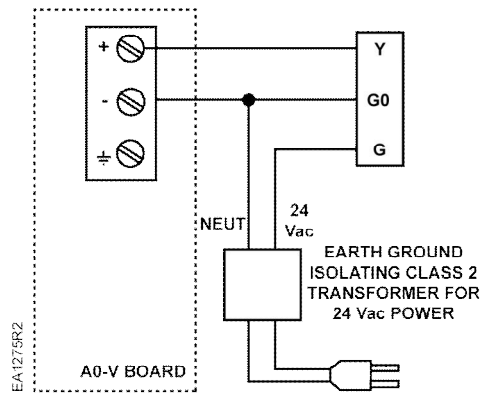 +
Y
-
G0
⏚
G
NEUT
24
Vac
EARTH GROUND
ISOLATING CLASS 2
TRANSFORMER FOR
24 Vac POWER
A0-V BOARD
EA1275R2